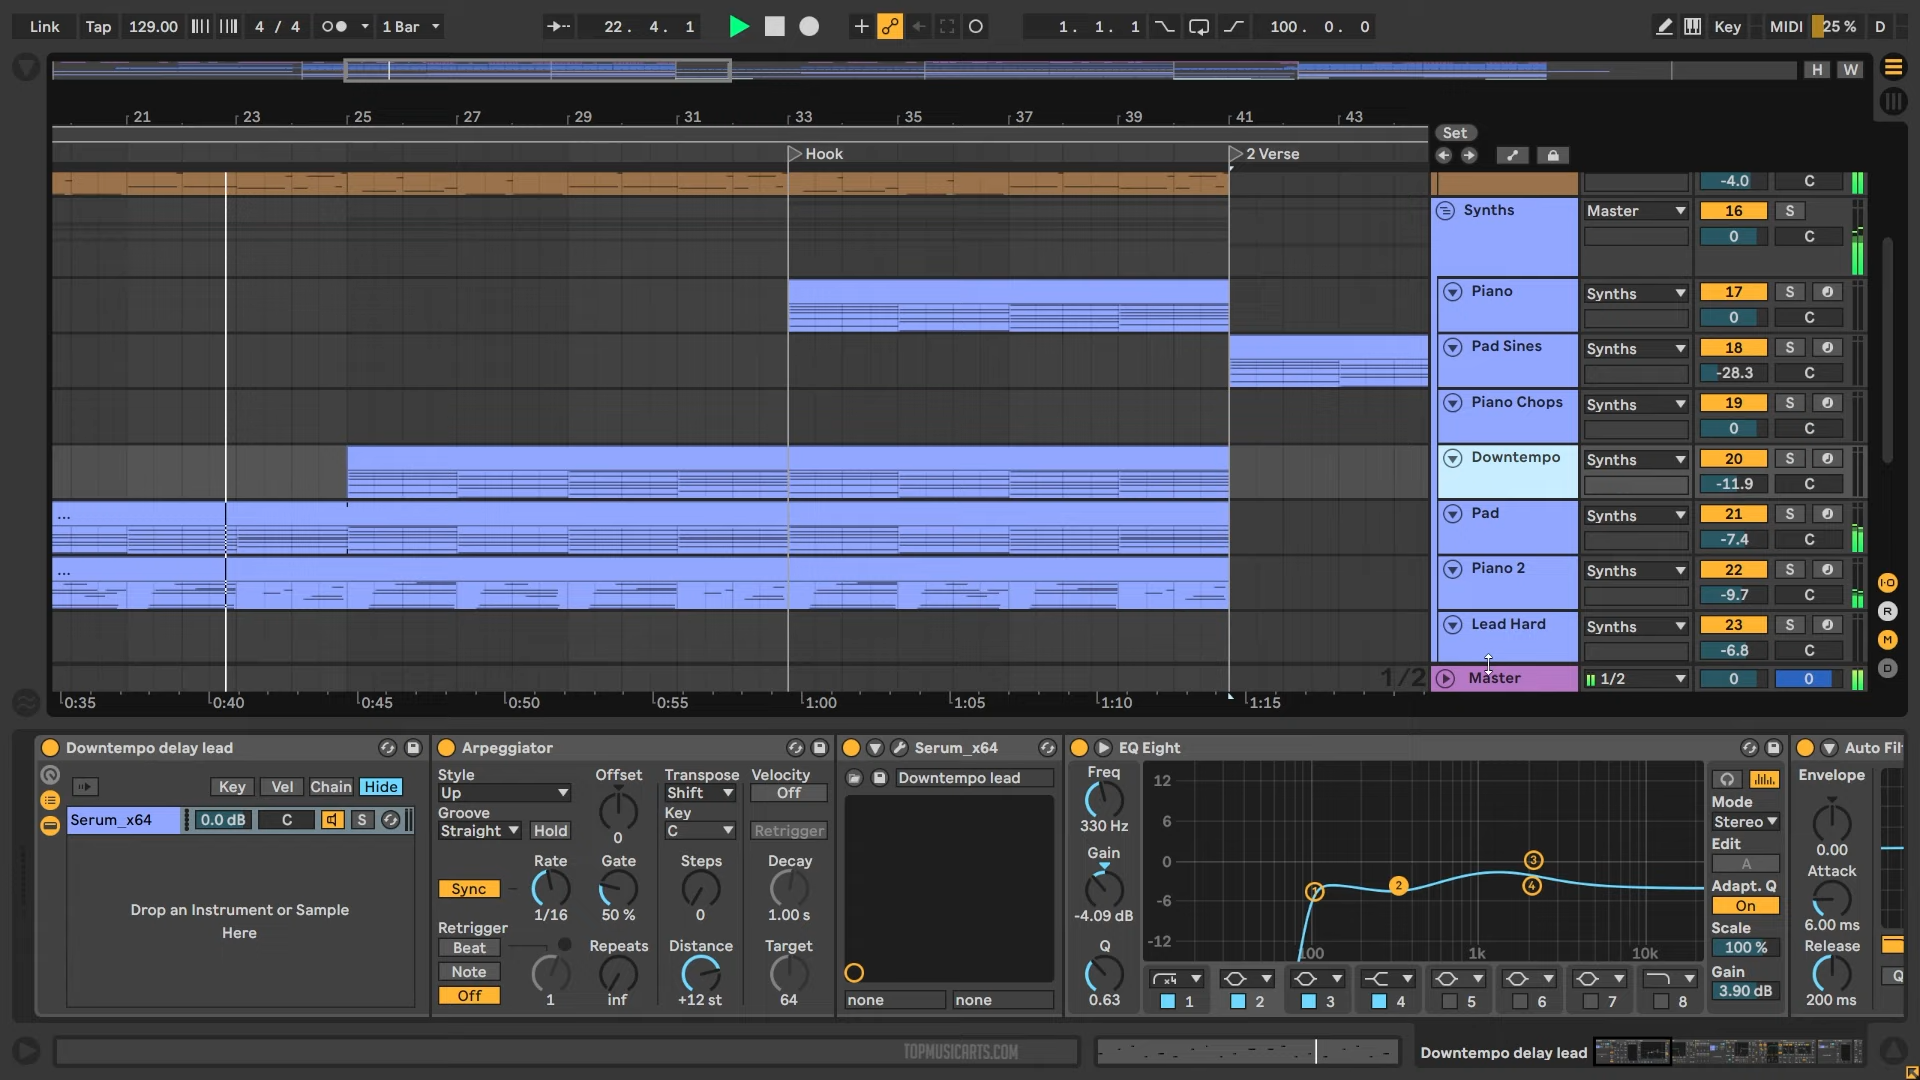 Link Tap 129.00 4 / 4 1 Bar 22. 4. 1 1. 1. 1 100. 0. 0 Key MIDI 25 % D
H W
21 23 25 27 29 31 33 35 37 39 41 43
Set
Hook 2 Verse
-4.0 C
Synths Master 16 S
0 C
Piano Synths 17 S
0 C
Pad Sines Synths 18 S
-28.3 C
Piano Chops Synths 19 S
0 C
Downtempo Synths 20 S
-11.9 C
... Pad Synths 21 S
-7.4 C
... Piano 2 Synths 22 S
-9.7 C
I·O
R
Lead Hard Synths 23 S
M
-6.8 C
D
1/2 Master 1/2 0 0
0:35 0:40 0:45 0:50 0:55 1:00 1:05 1:10 1:15
Downtempo delay lead
Key Vel Chain Hide
Serum_x64 0.0 dB C S
Drop an Instrument or Sample
Here
Arpeggiator
Style Offset Transpose Velocity
Up Shift Off
Groove Key
Straight Hold 0 C Retrigger
Rate Gate Steps Decay
Sync
1/16 50 % 0 1.00 s
Retrigger
Beat Repeats Distance Target
Note
Off 1 inf +12 st 64
Serum_x64
Downtempo lead
none none
EQ Eight
Freq
330 Hz
Gain
-4.09 dB
Q
0.63
12
6
0
-6
-12
100 1k 10k
1 2 3 4
1 2 3 4 5 6 7 8
x4
Mode
Stereo
Edit
A
Adapt. Q
On
Scale
100 %
Gain
3.90 dB
Auto Fil
Envelope
0.00
Attack
6.00 ms
Release
200 ms
Q
TOPMUSICARTS.COM
Downtempo delay lead